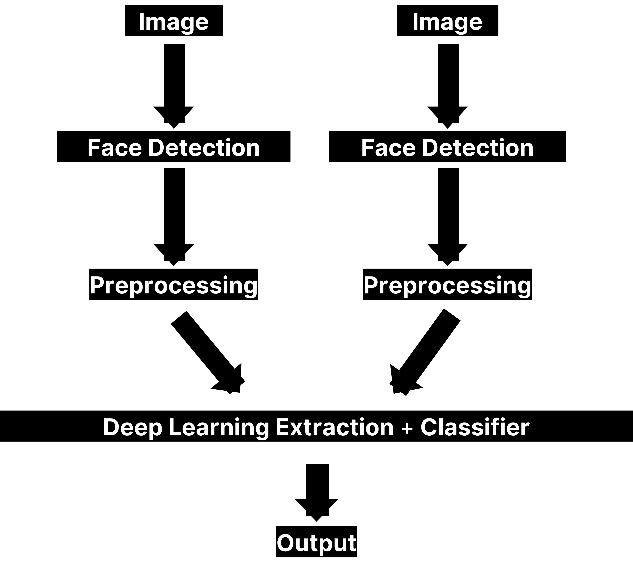 Image Image
Face Detection Face Detection
Preprocessing Preprocessing
Deep Learning Extraction + Classifier
Output